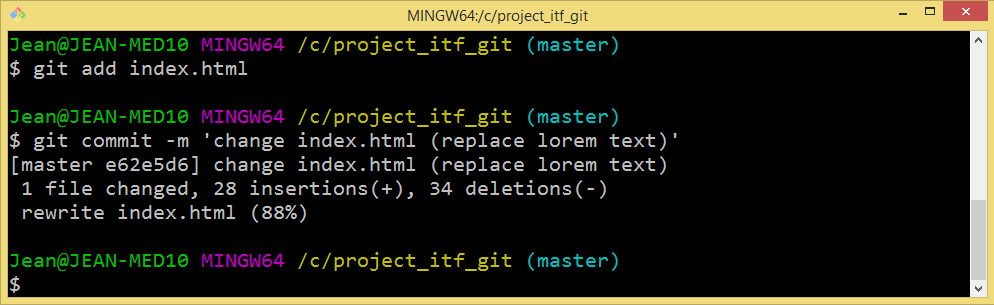 MINGW64:/c/project_itf_git
Jean@JEAN-MED10 MINGW64 /c/project_itf_git (master)
$ git add index.html
Jean@JEAN-MED10 MINGW64 /c/project_itf_git (master)
$ git commit -m 'change index.html (replace lorem text)'
[master e62e5d6] change index.html (replace lorem text)
 1 file changed, 28 insertions(+), 34 deletions(-)
 rewrite index.html (88%)
Jean@JEAN-MED10 MINGW64 /c/project_itf_git (master)
$